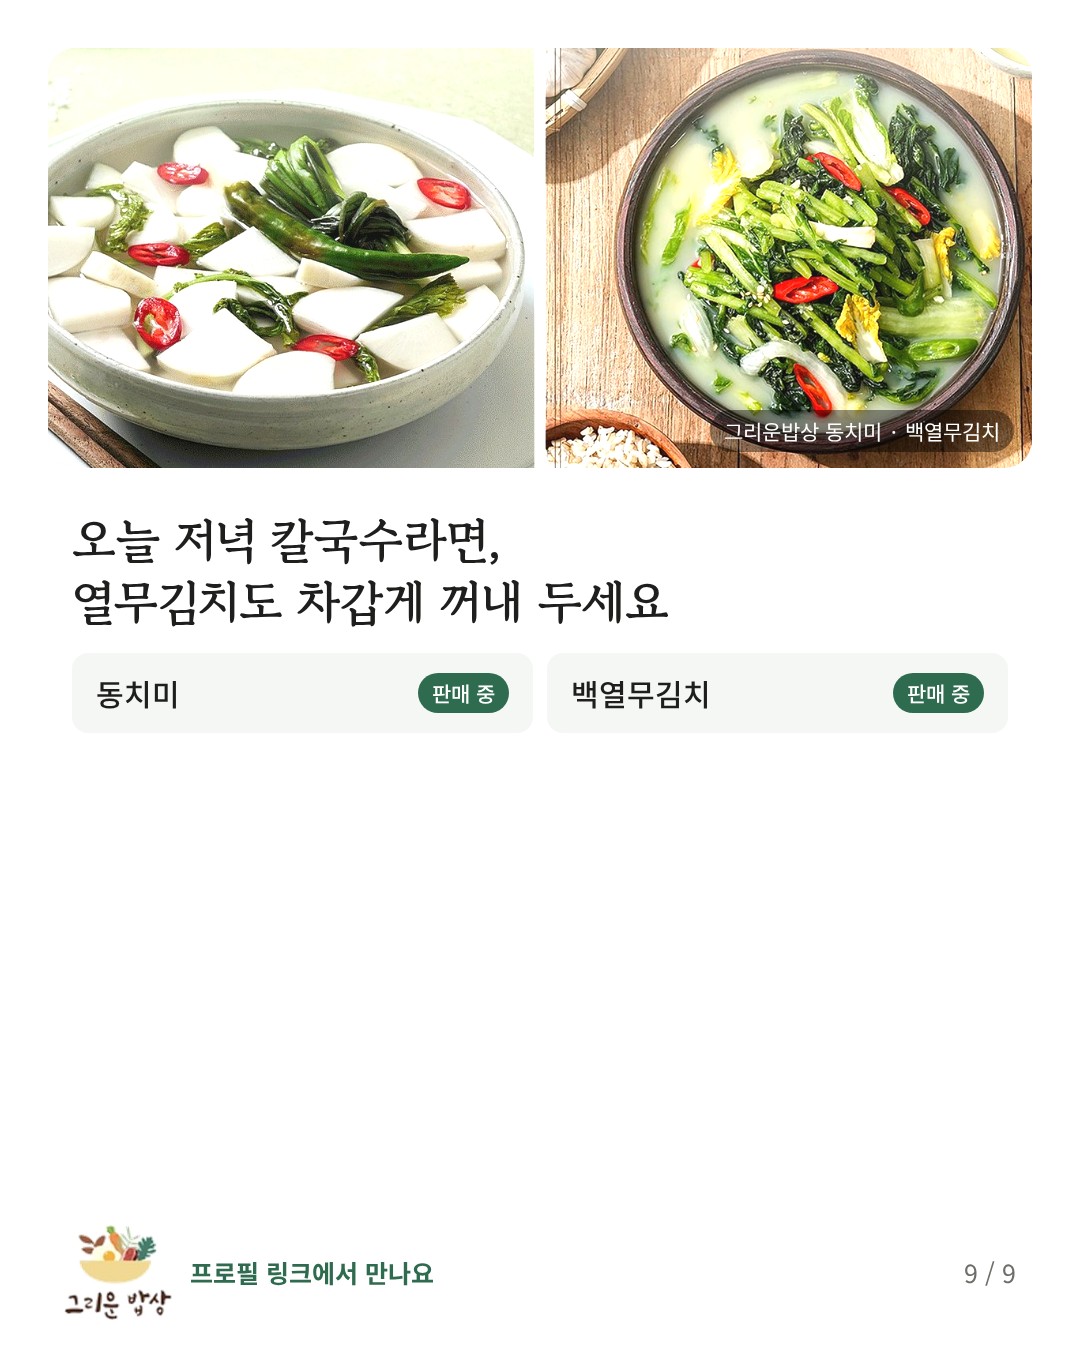 그리운밥상 동치미 · 백열무김치
오늘 저녁 칼국수라면,
열무김치도 차갑게 꺼내 두세요
동치미 판매 중
백열무김치 판매 중
그리운 밥상
프로필 링크에서 만나요
9 / 9